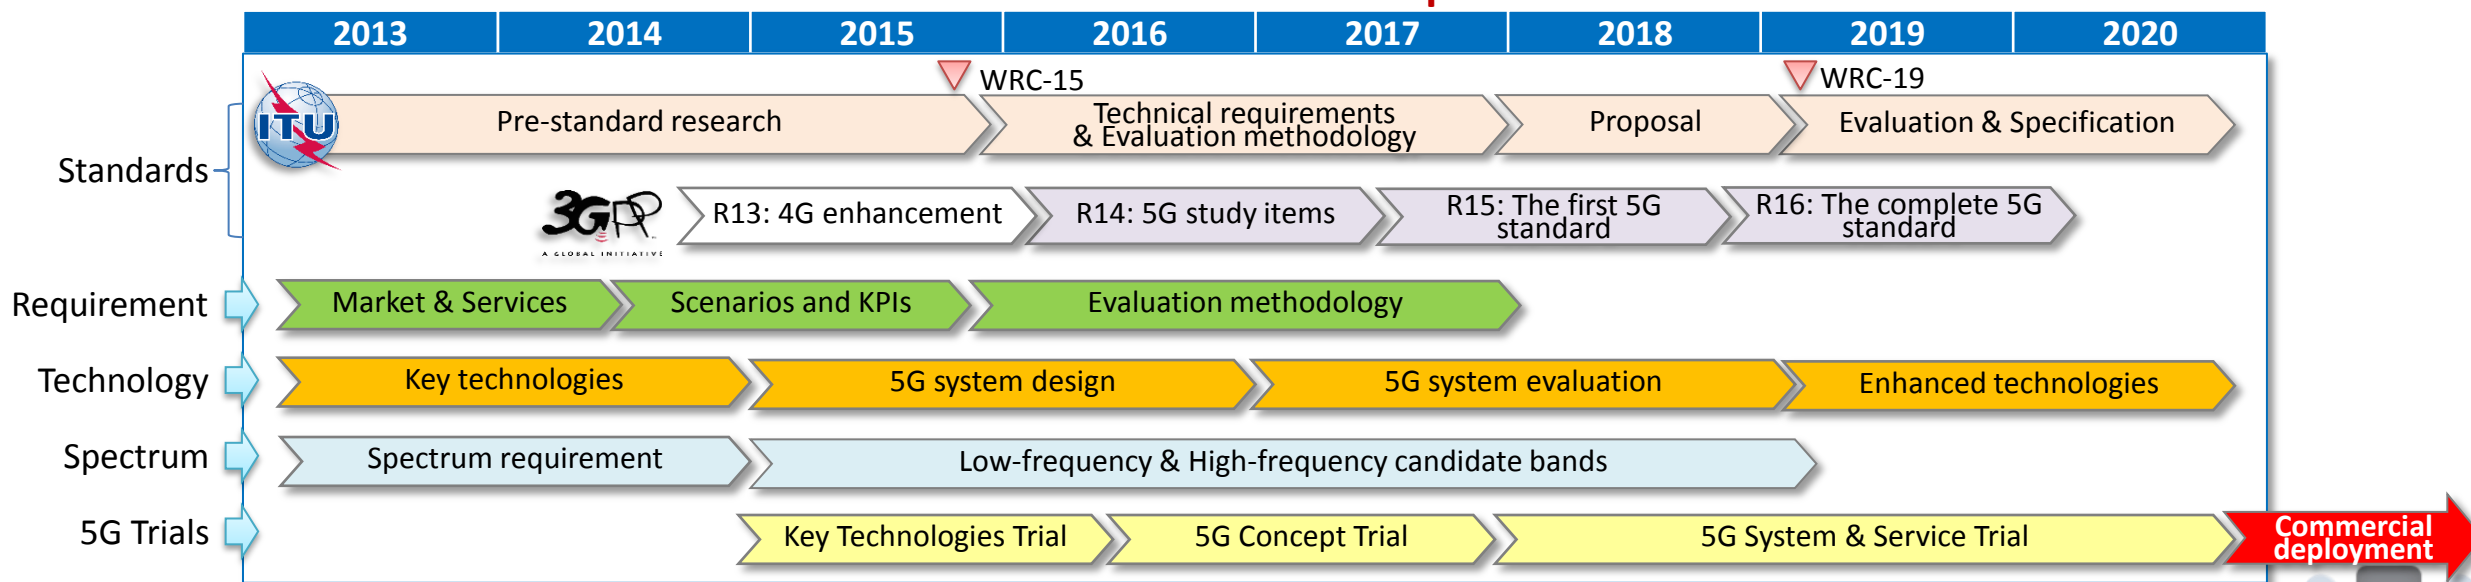 2013 2014 2015 2016 2017 2018 2019 2020
WRC-15 WRC-19
ITU
Pre-standard research
Technical requirements
& Evaluation methodology
Proposal
Evaluation & Specification
Standards
3GPP
A GLOBAL INITIATIVE
R13: 4G enhancement
R14: 5G study items
R15: The first 5G
standard
R16: The complete 5G
standard
Requirement
Market & Services
Scenarios and KPIs
Evaluation methodology
Technology
Key technologies
5G system design
5G system evaluation
Enhanced technologies
Spectrum
Spectrum requirement
Low-frequency & High-frequency candidate bands
5G Trials
Key Technologies Trial
5G Concept Trial
5G System & Service Trial
Commercial
deployment